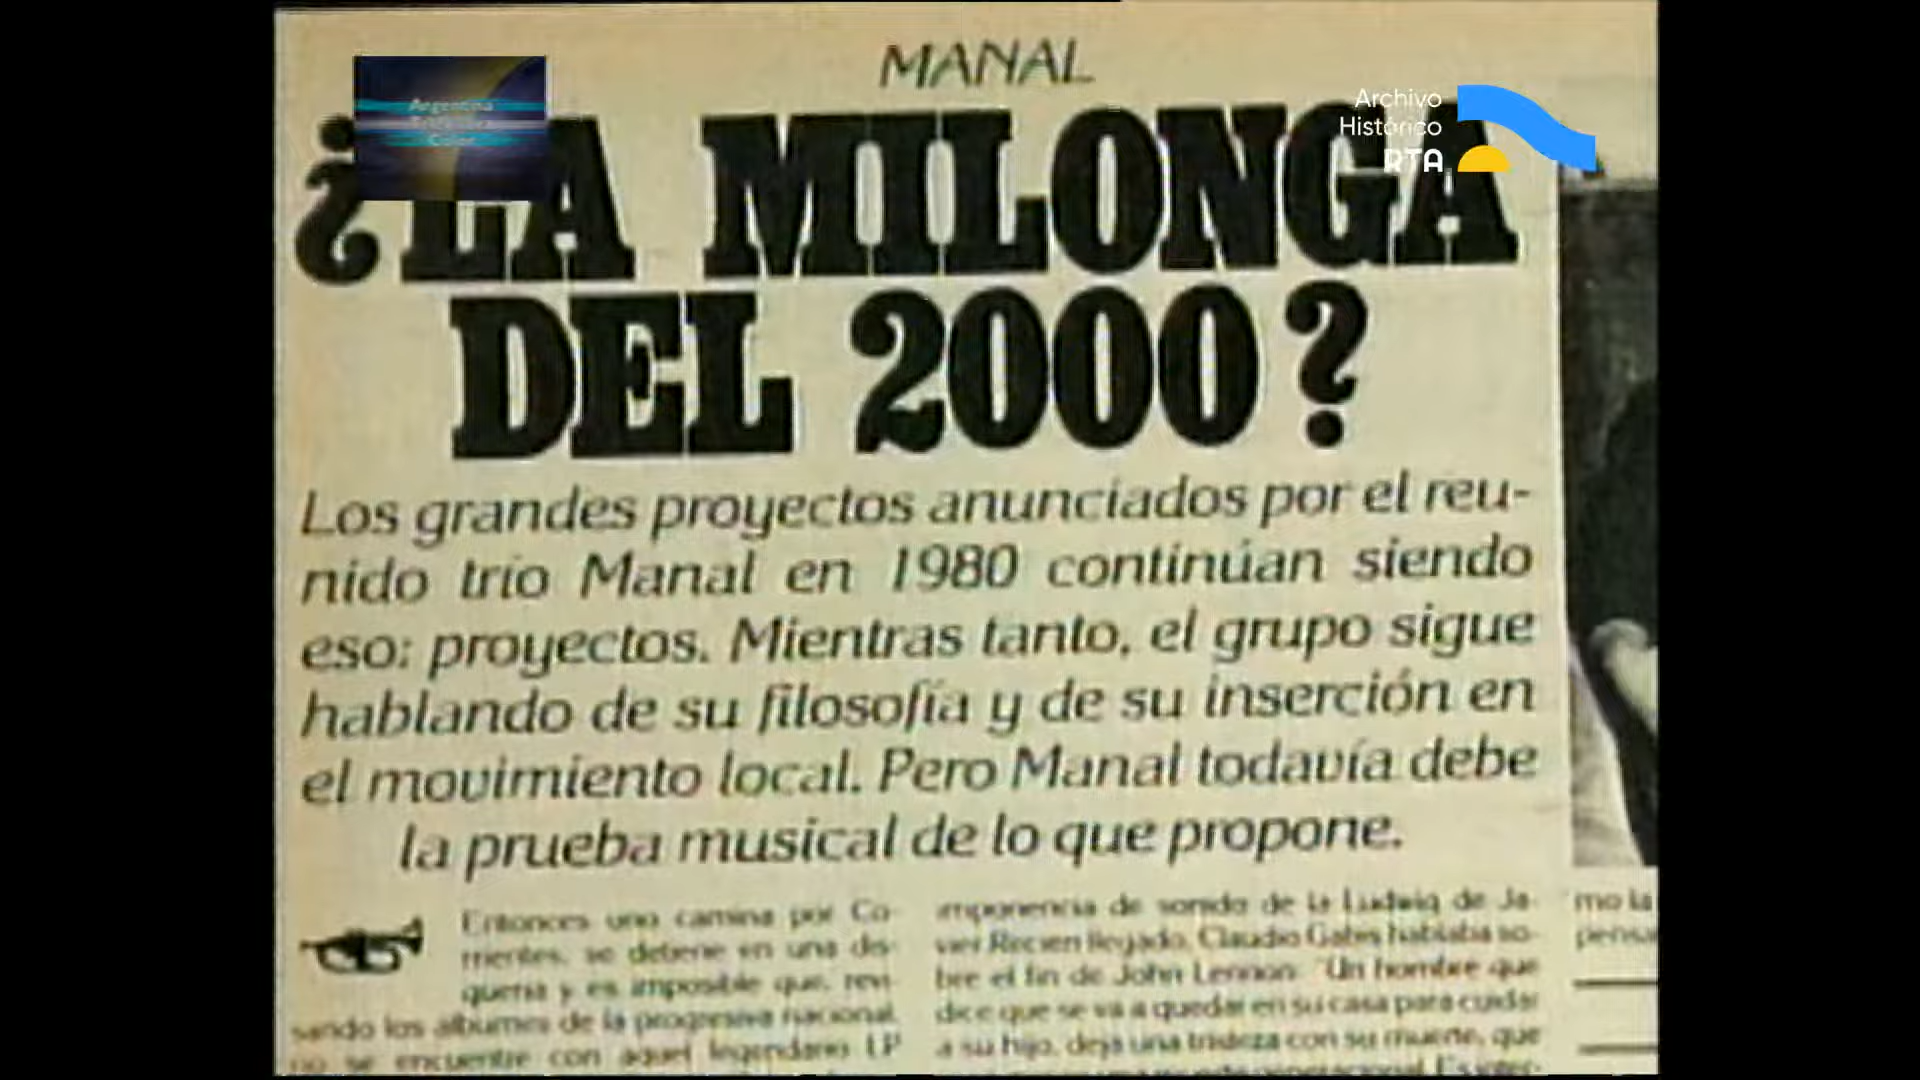 MANAL
Argentina
Televisora
Color
Archivo
Histórico
RTA
¿LA MILONGA
DEL 2000?
Los grandes proyectos anunciados por el reu-
nido trío Manal en 1980 continúan siendo
eso: proyectos. Mientras tanto, el grupo sigue
hablando de su filosofía y de su inserción en
el movimiento local. Pero Manal todavía debe
la prueba musical de lo que propone.
Entonces uno camina por Co-
rrientes, se detiene en una dis-
quería y es imposible que, revi-
sando los álbumes de la progresiva nacional,
no se encuentre con aquel legendario LP
imponencia de sonido de la Ludwig de Ja-
vier. Recién llegado, Claudio Gabis hablaba so-
bre el fin de John Lennon: "Un hombre que
dice que se va a quedar en su casa para cuidar
a su hijo, deja una tristeza con su muerte, que
mo la
pensa